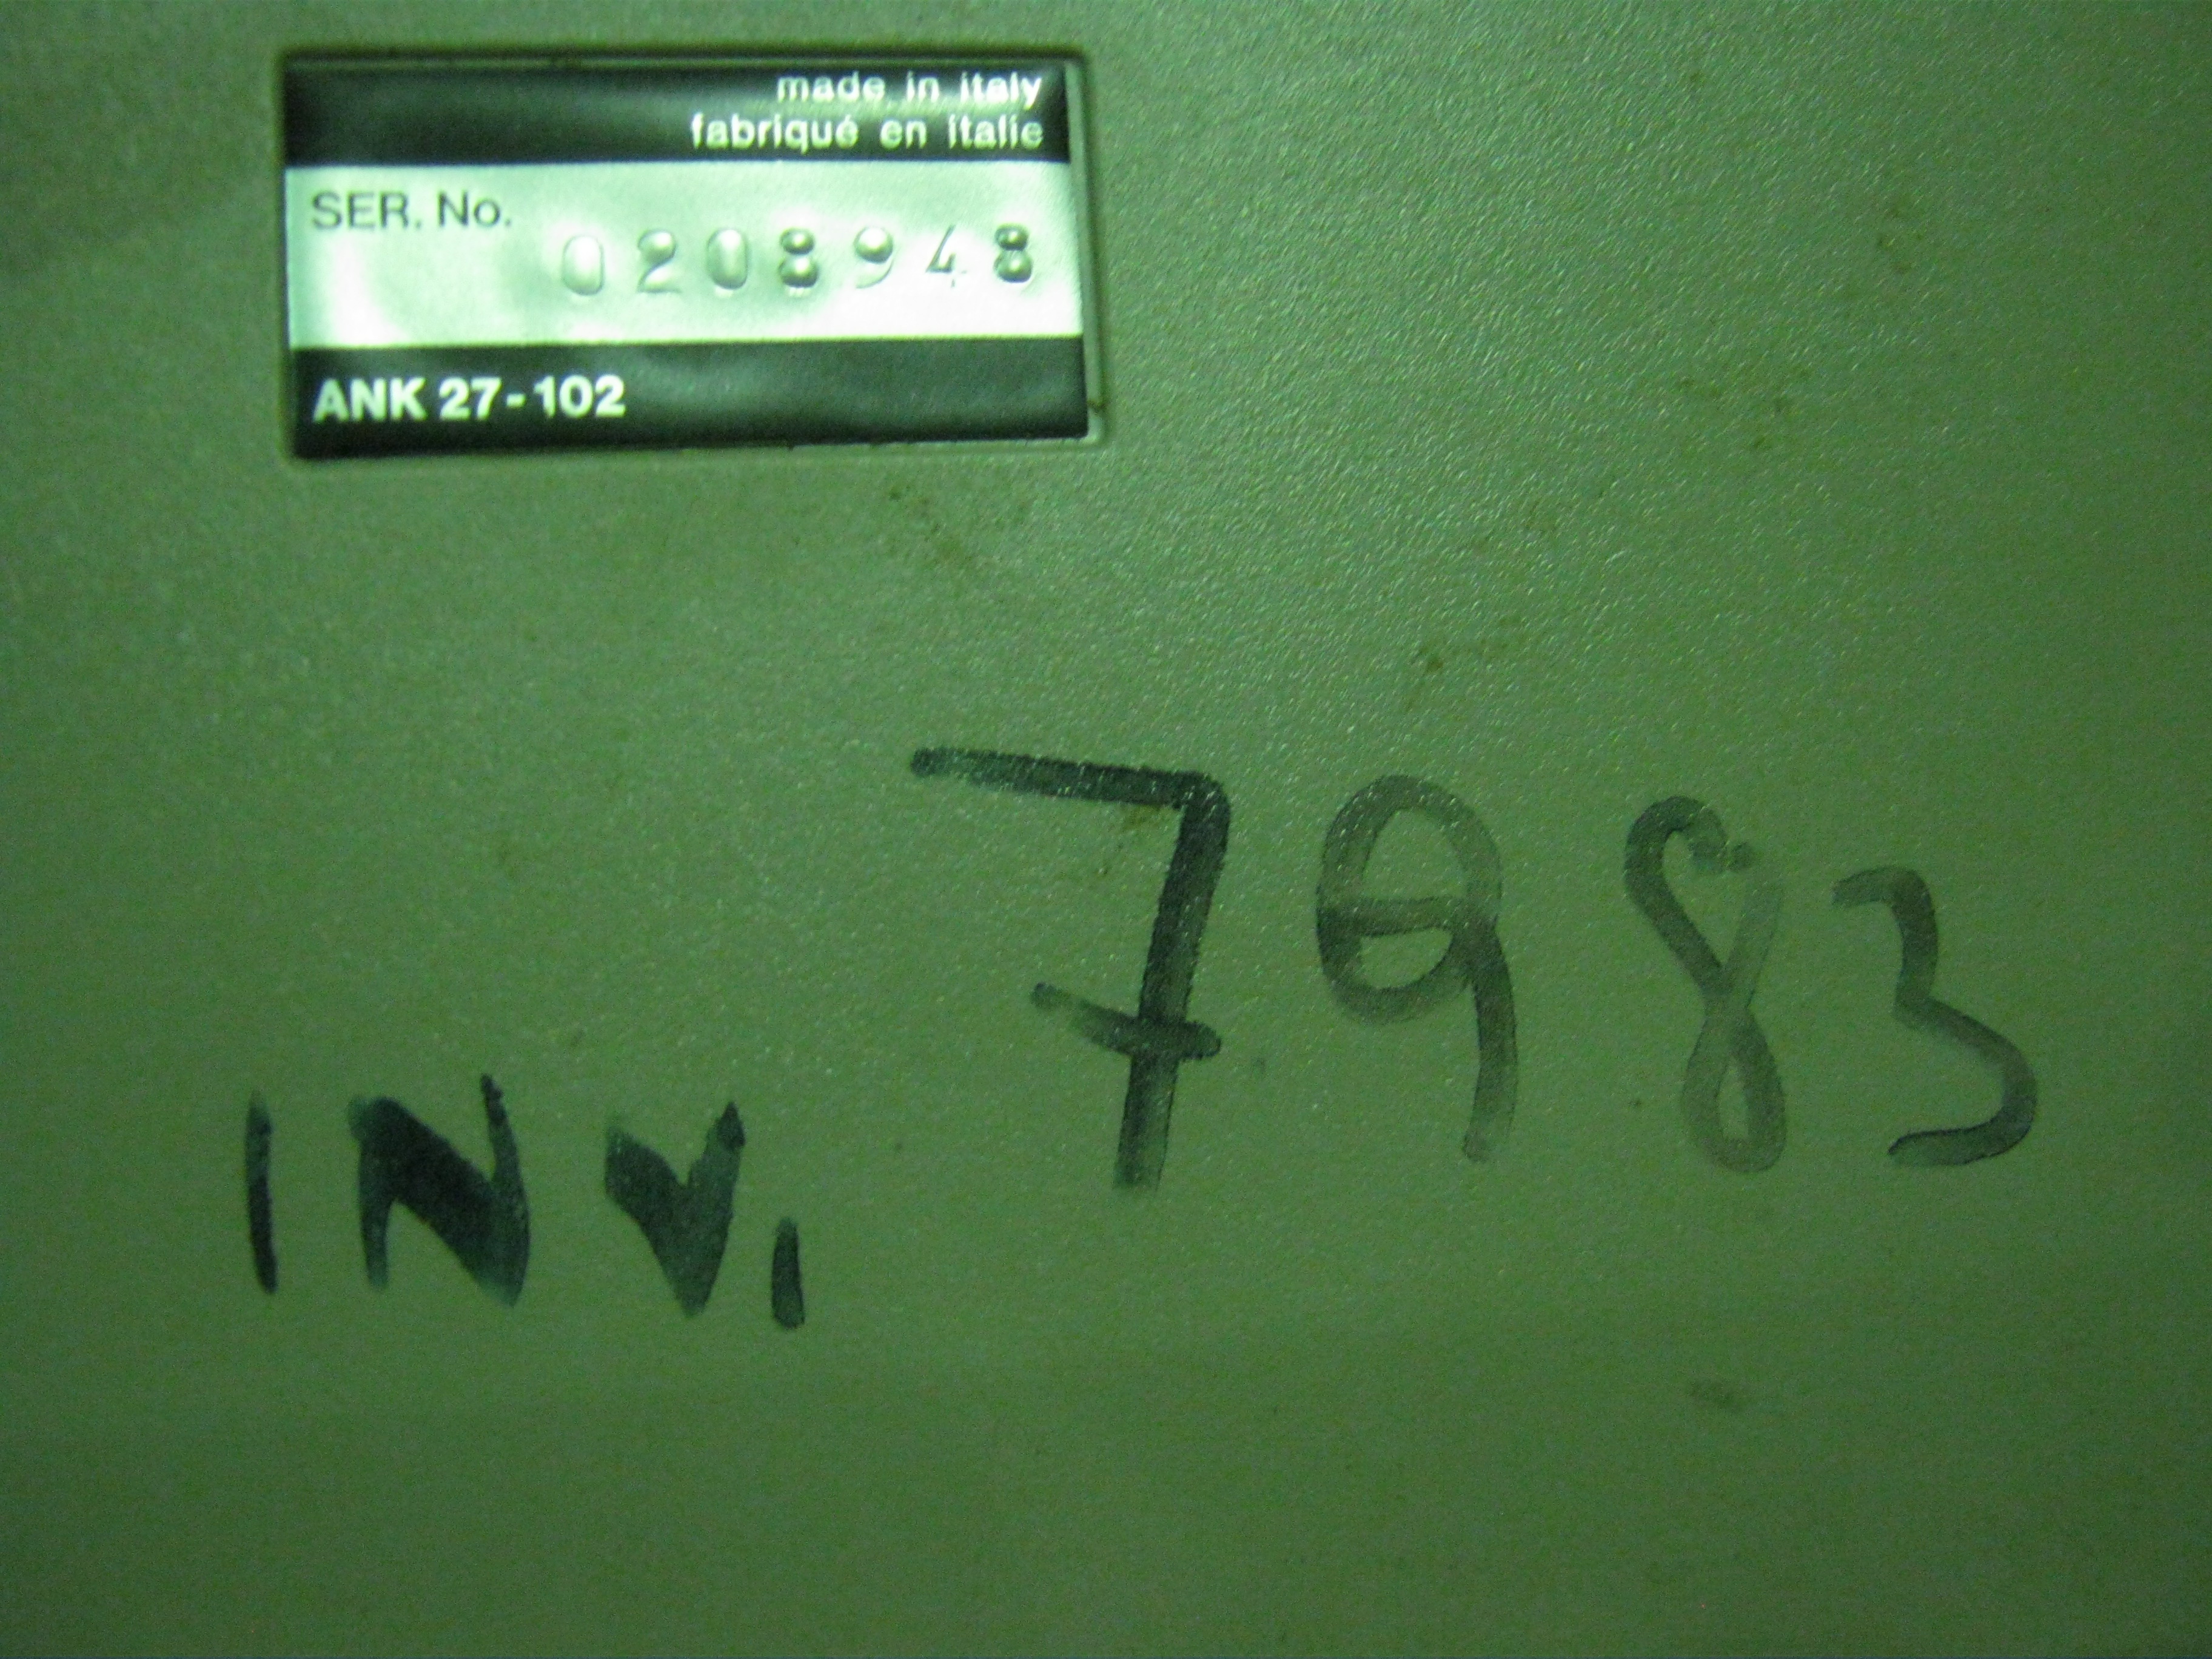 made in italy
fabriqué en italie
SER. No. 0208948
ANK 27-102
INV. 7983